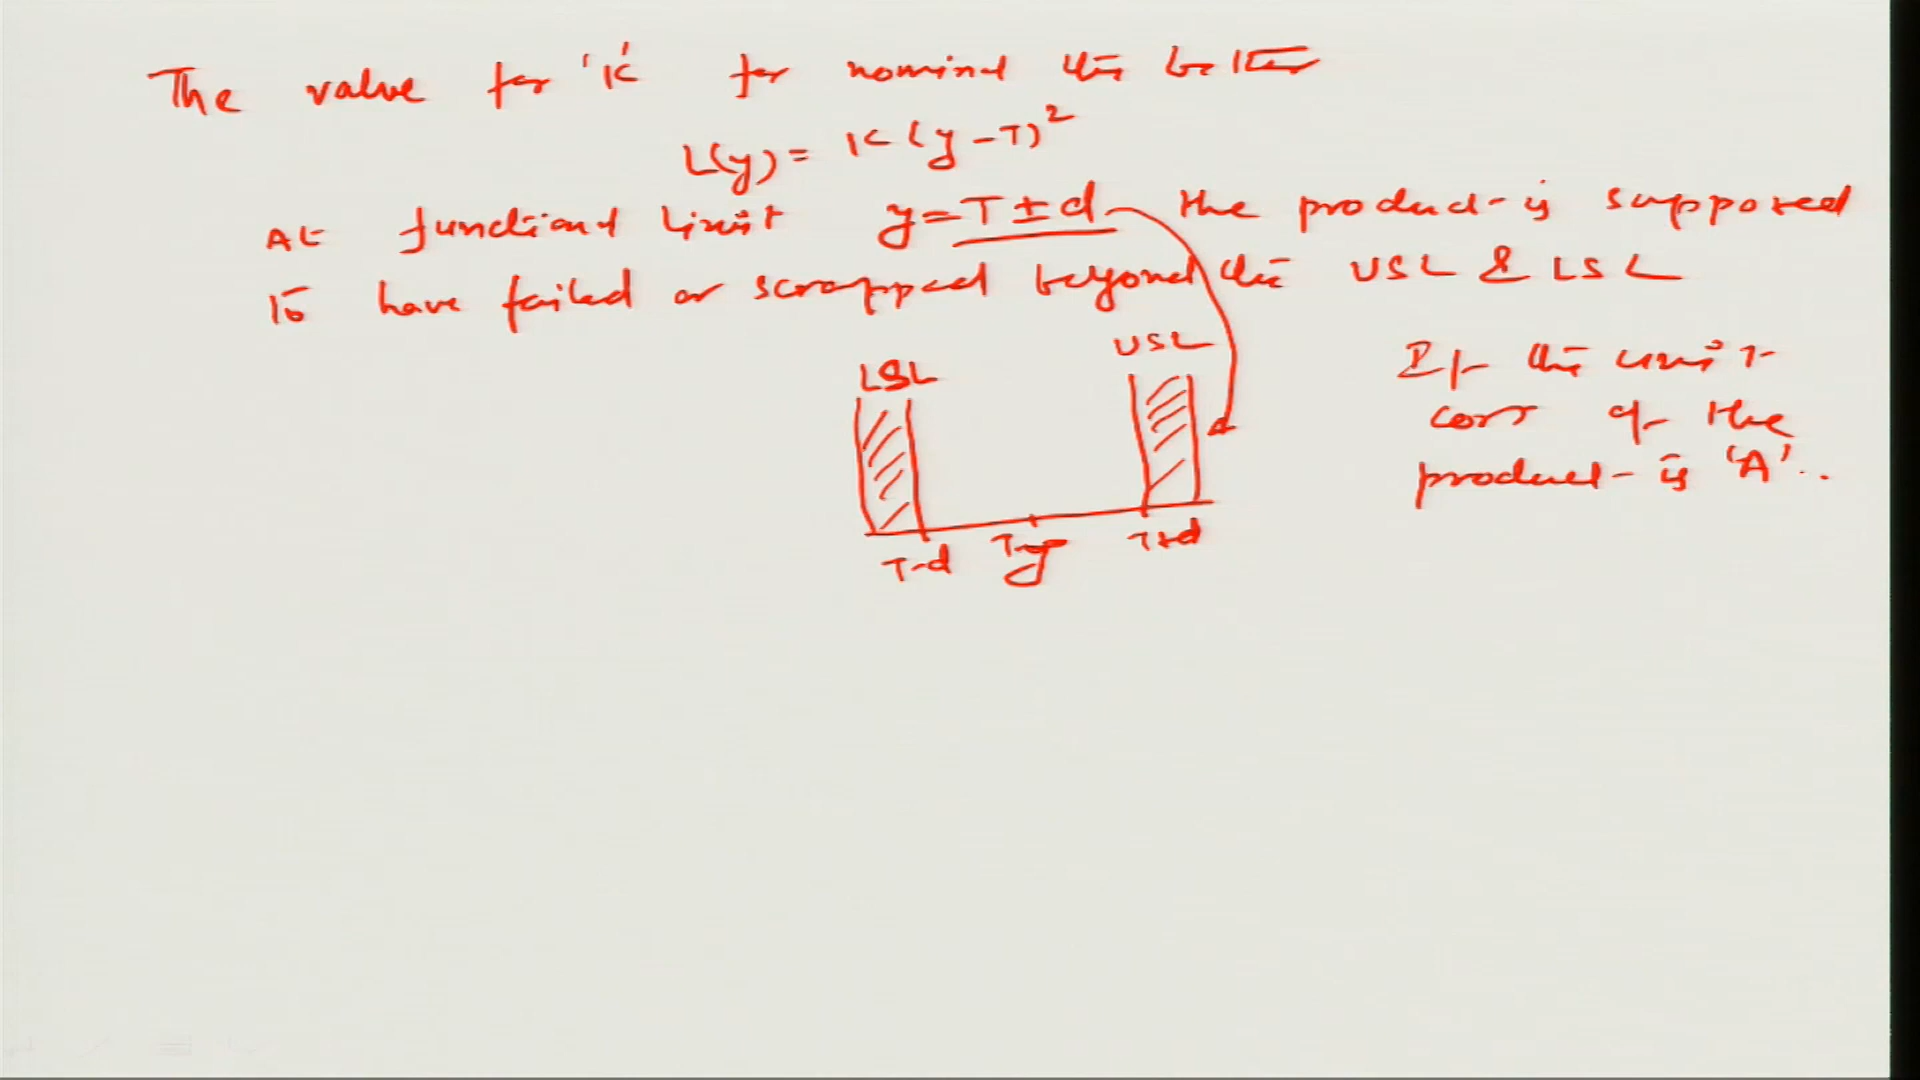 The value for 'K' for nominal the better
L(y) = K(y-T)²
At functional limit y=T±d the product is supposed
to have failed or scrapped beyond the USL & LSL
USL
LSL
If the unit
cost of the
product is 'A'..
T-d T y T+d